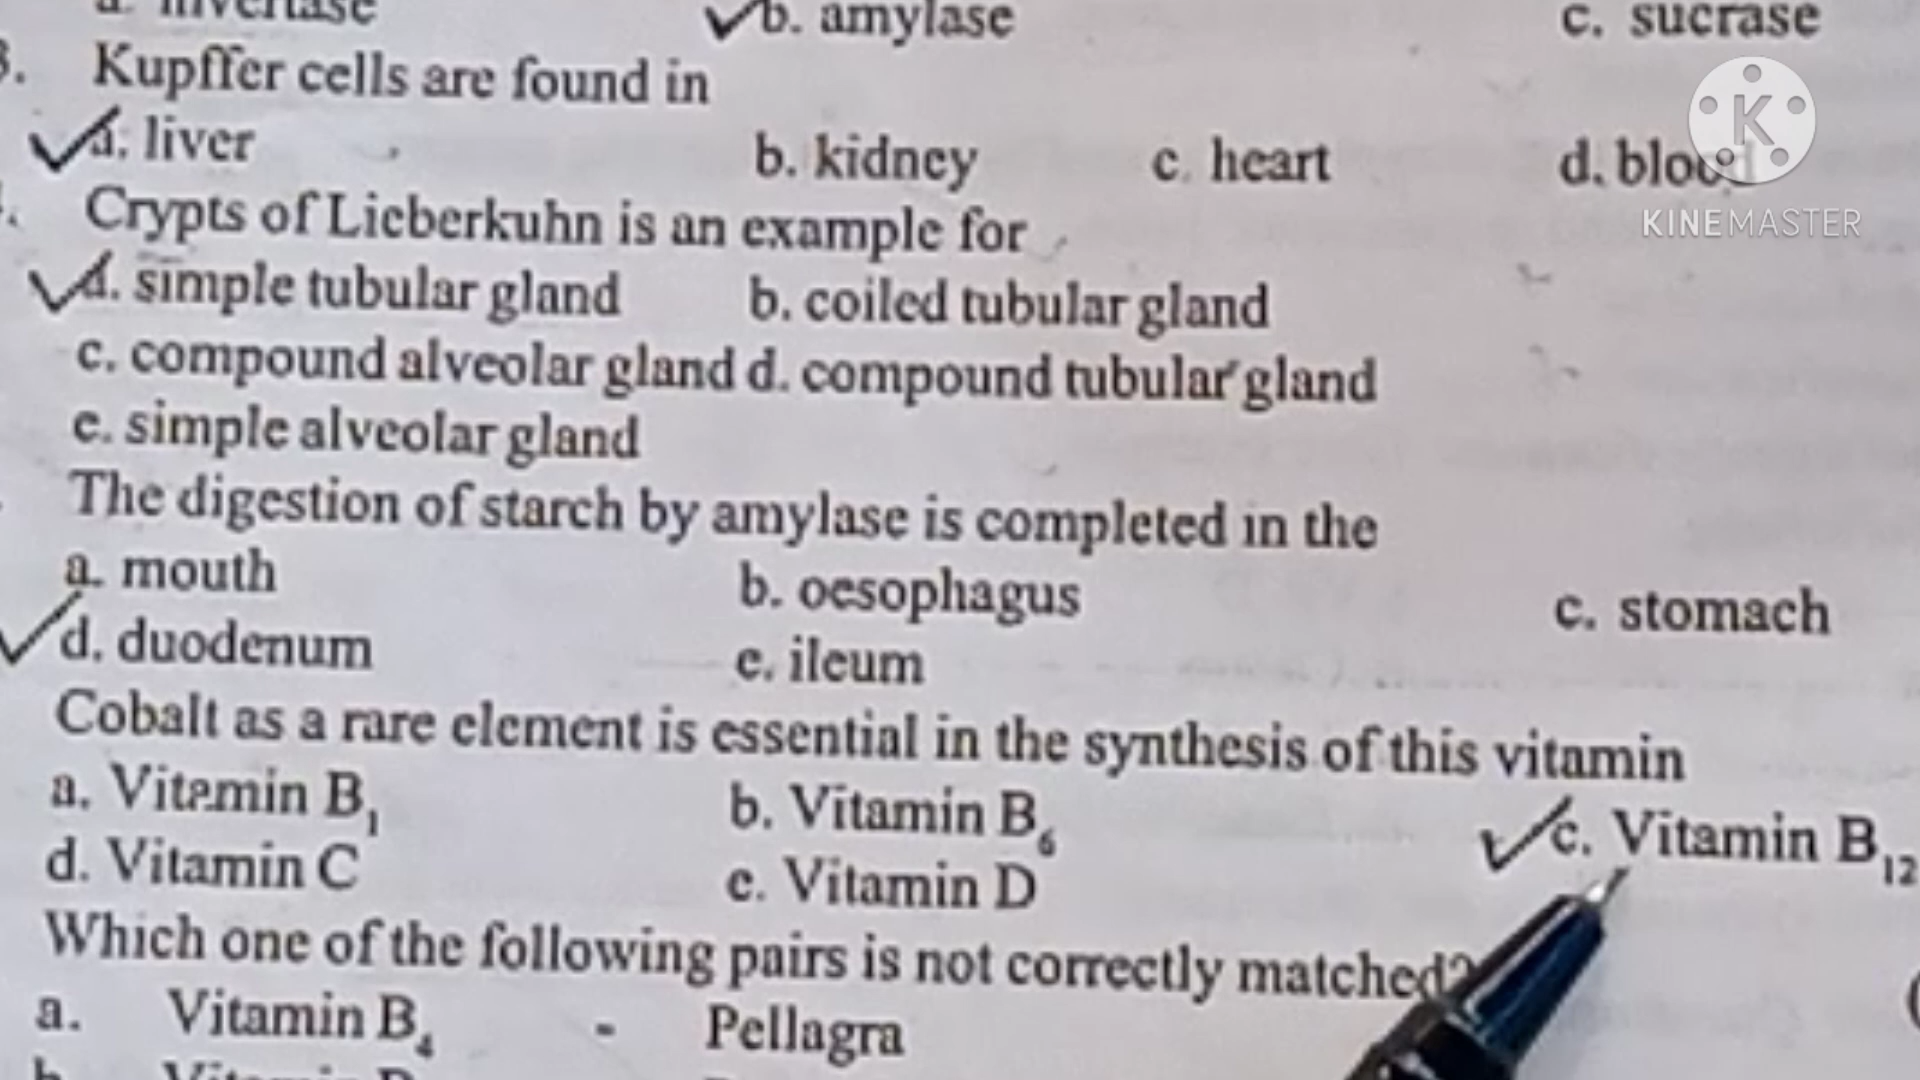 a. invertase b. amylase c. sucrase
3. Kupffer cells are found in
a. liver b. kidney c. heart d. blood
K
KINEMASTER
Crypts of Lieberkuhn is an example for
a. simple tubular gland b. coiled tubular gland
c. compound alveolar gland d. compound tubular gland
e. simple alveolar gland
The digestion of starch by amylase is completed in the
a. mouth b. oesophagus c. stomach
d. duodenum e. ileum
Cobalt as a rare element is essential in the synthesis of this vitamin
a. Vitamin B₁ b. Vitamin B₆ c. Vitamin B₁₂
d. Vitamin C e. Vitamin D
Which one of the following pairs is not correctly matched?
a. Vitamin B₄ - Pellagra